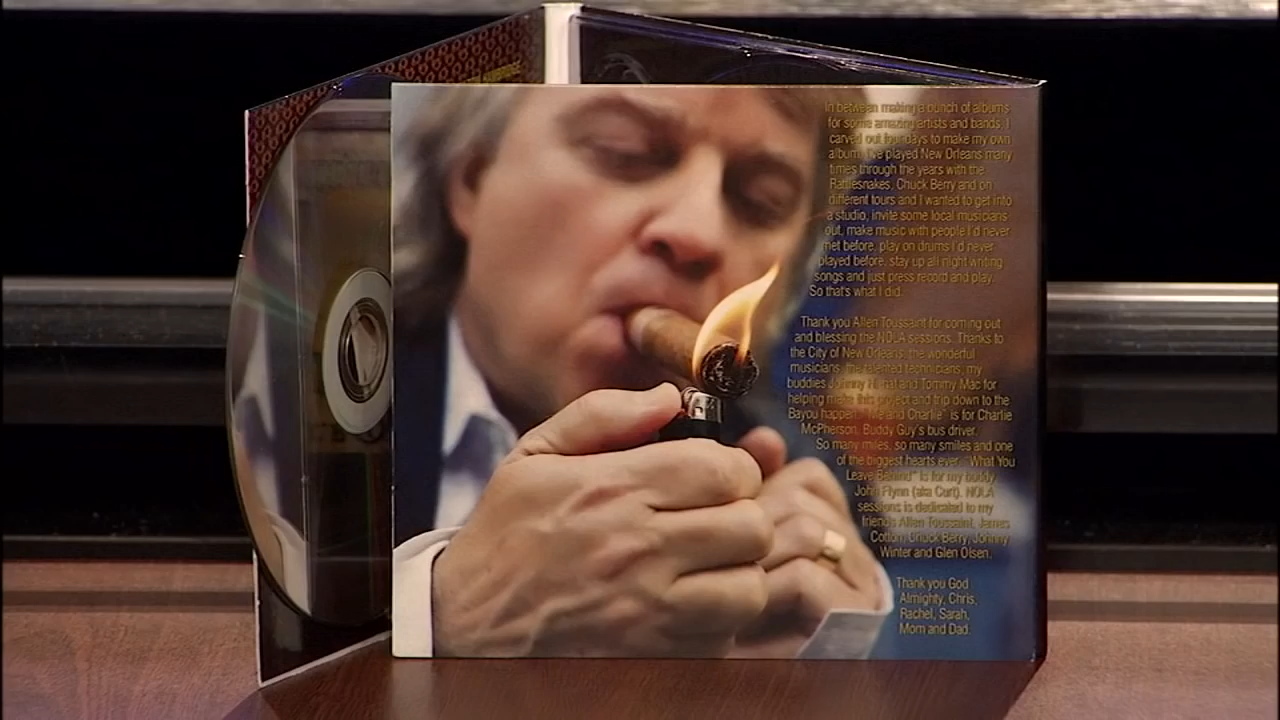 In between making a bunch of albums
for some amazing artists and bands, I
carved out four days to make my own
album. I've played New Orleans many
times through the years with the
Rattlesnakes, Chuck Berry and on
different tours and I wanted to get into
a studio, invite some local musicians
out, make music with people I'd never
met before, play on drums I'd never
played before, stay up all night writing
songs and just press record and play.
So that's what I did.
Thank you Allen Toussaint for coming out
and blessing the NOLA sessions. Thanks to
the City of New Orleans, the wonderful
musicians, the talented technicians, my
buddies Johnny and Tommy Mac for
helping make this project and trip down to the
Bayou happen. "Me and Charlie" is for Charlie
McPherson, Buddy Guy's bus driver.
So many miles, so many smiles and one
of the biggest hearts ever. "What You
Leave Behind" is for my buddy
John Flynn (aka Curt). NOLA
sessions is dedicated to my
friends Allen Toussaint, James
Cotton, Chuck Berry, Johnny
Winter and Glen Olsen.
Thank you God
Almighty, Chris,
Rachel, Sarah,
Mom and Dad.